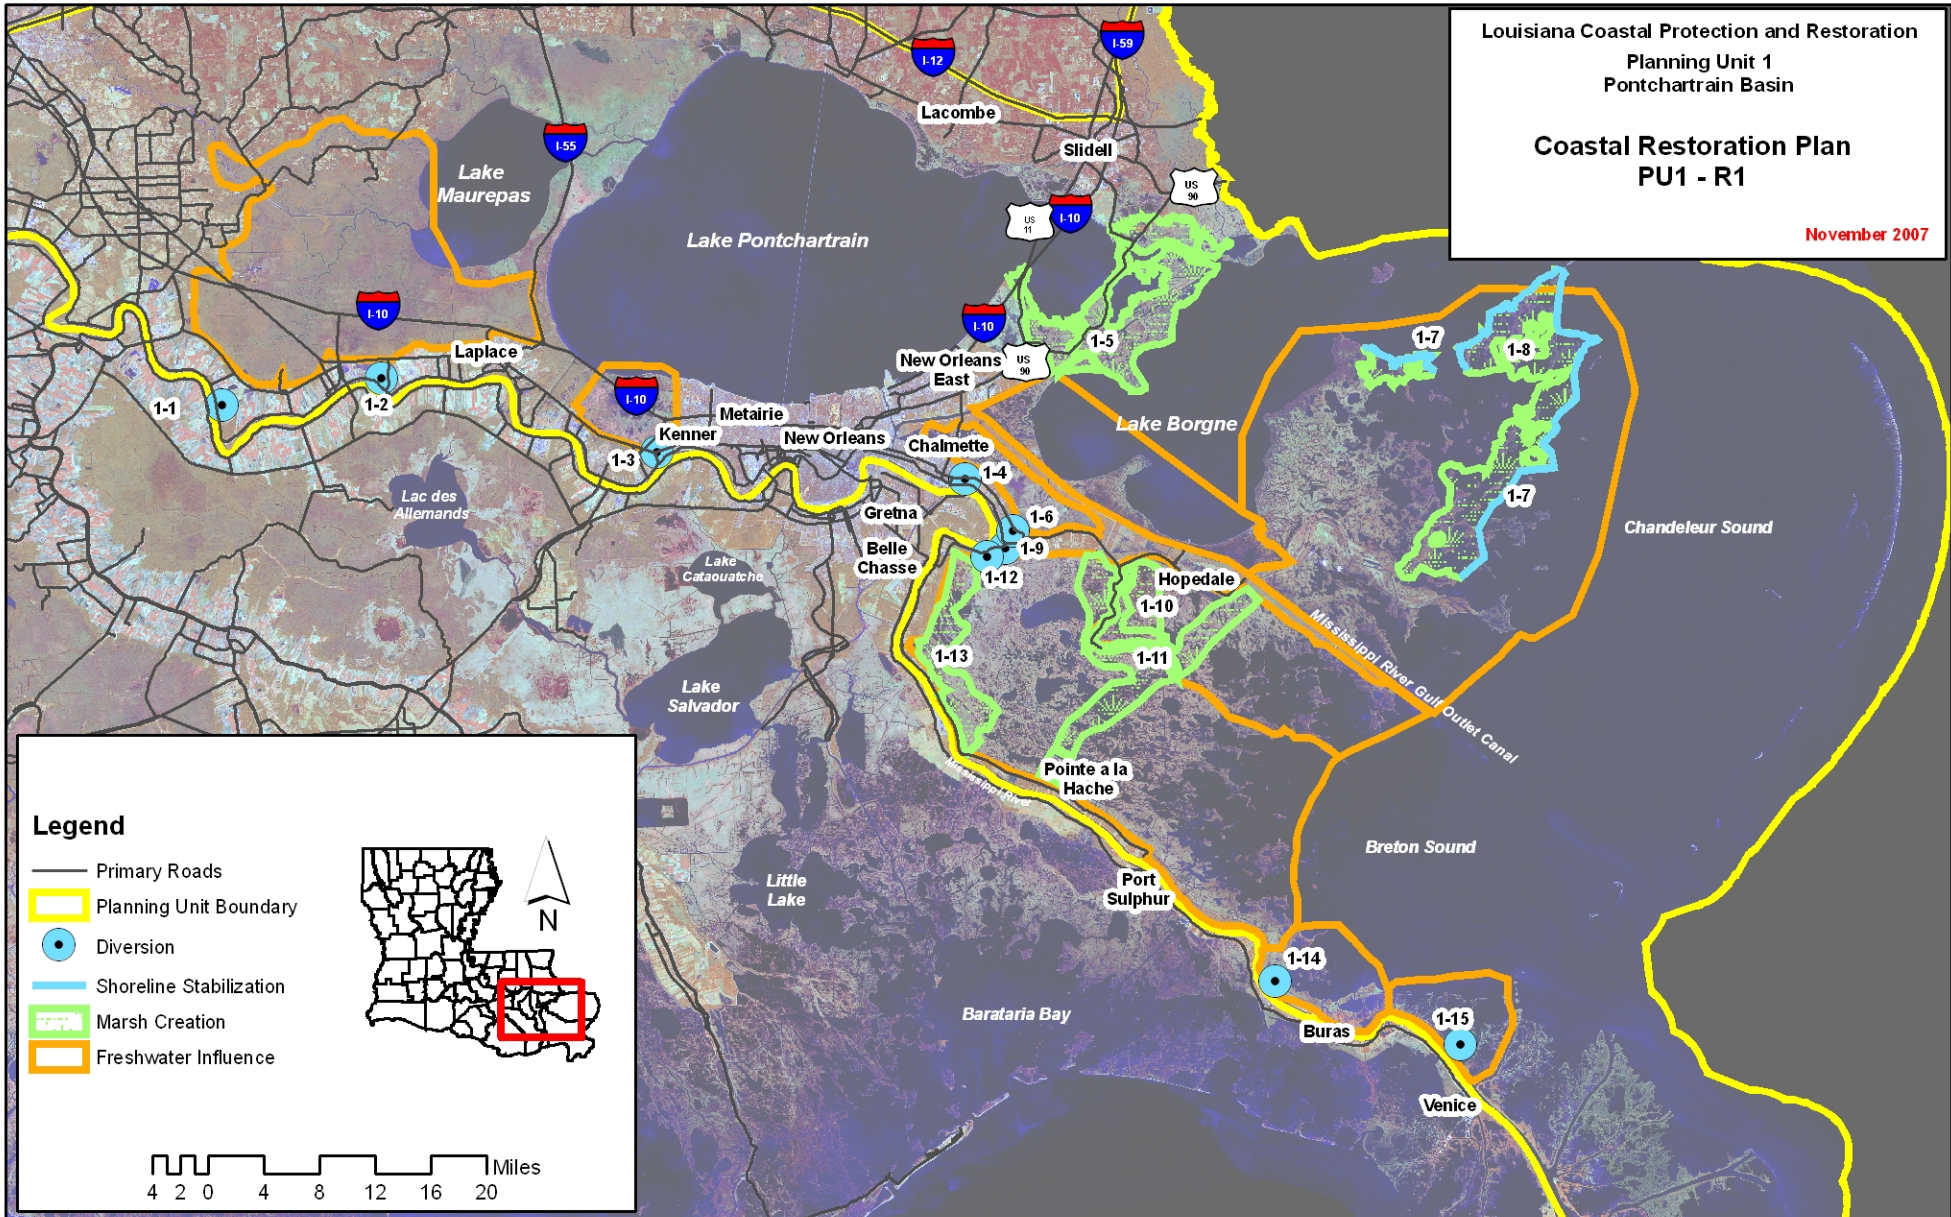 Louisiana Coastal Protection and Restoration
Planning Unit 1
Pontchartrain Basin
Coastal Restoration Plan
PU1 - R1
November 2007
I-59
I-12
Lacombe
Slidell
I-55
Lake
Maurepas
US
90
US
11
I-10
Lake Pontchartrain
I-10
I-10
1-5
1-7
1-8
Laplace
New Orleans
East
US
90
1-1
1-2
I-10
Metairie
Kenner
New Orleans
Chalmette
Lake Borgne
1-3
1-4
1-7
Lac des
Allemands
Gretna
1-6
Chandeleur Sound
Belle
Chasse
1-9
1-12
Lake
Cataouatche
Hopedale
1-10
1-13
1-11
Mississippi River Gulf Outlet Canal
Lake
Salvador
Pointe a la
Hache
Mississippi River
Breton Sound
Little
Lake
Port
Sulphur
1-14
Barataria Bay
Buras
1-15
Venice
Legend
Primary Roads
Planning Unit Boundary
Diversion
Shoreline Stabilization
Marsh Creation
Freshwater Influence
N
Miles
4 2 0 4 8 12 16 20